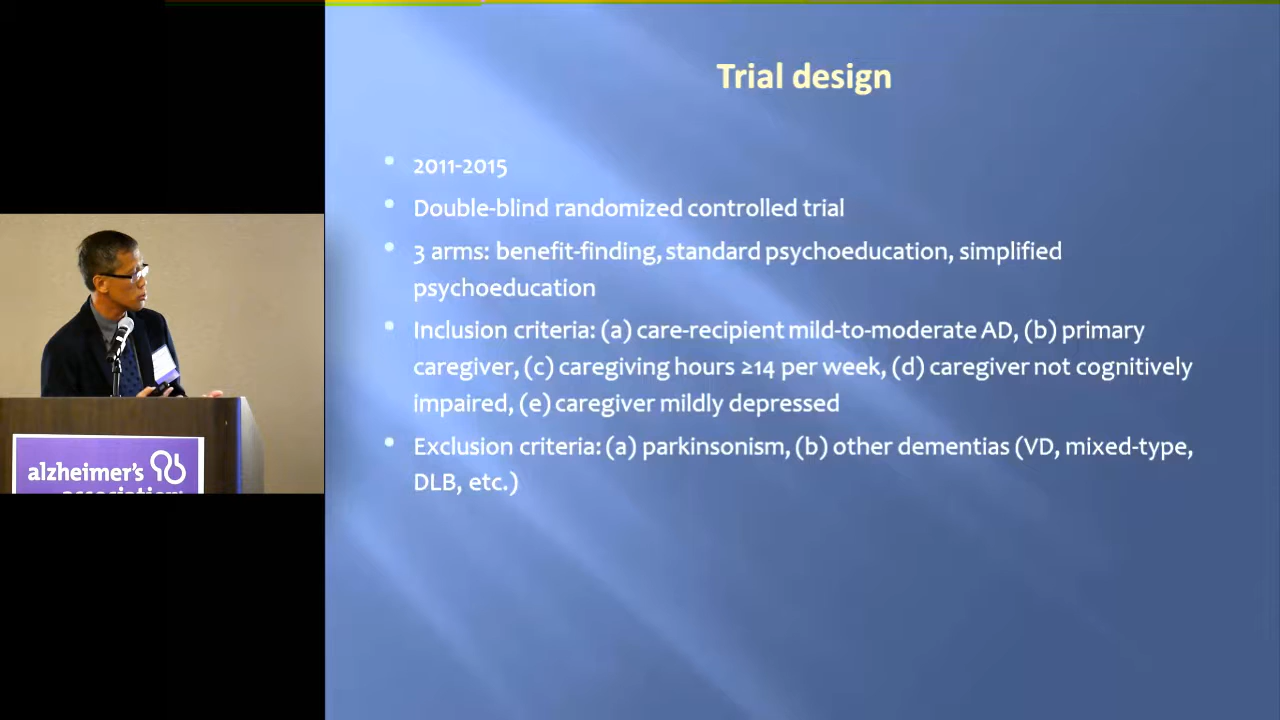 Trial design
2011-2015
Double-blind randomized controlled trial
3 arms: benefit-finding, standard psychoeducation, simplified
psychoeducation
Inclusion criteria: (a) care-recipient mild-to-moderate AD, (b) primary
caregiver, (c) caregiving hours ≥14 per week, (d) caregiver not cognitively
impaired, (e) caregiver mildly depressed
Exclusion criteria: (a) parkinsonism, (b) other dementias (VD, mixed-type,
DLB, etc.)
alzheimer's
association